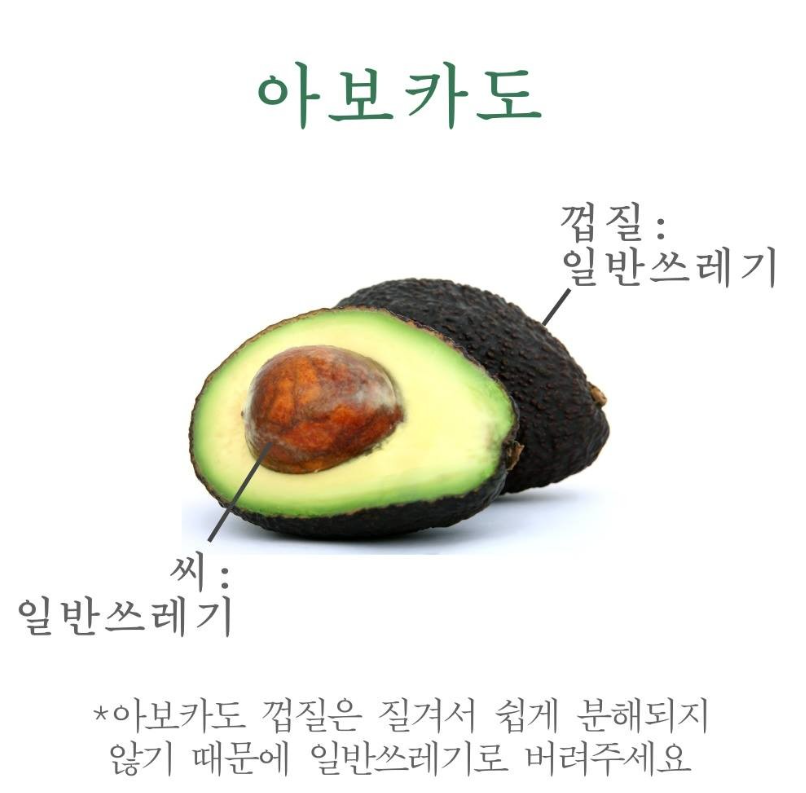 아보카도
껍질:
일반쓰레기
씨:
일반쓰레기
*아보카도 껍질은 질겨서 쉽게 분해되지
않기 때문에 일반쓰레기로 버려주세요